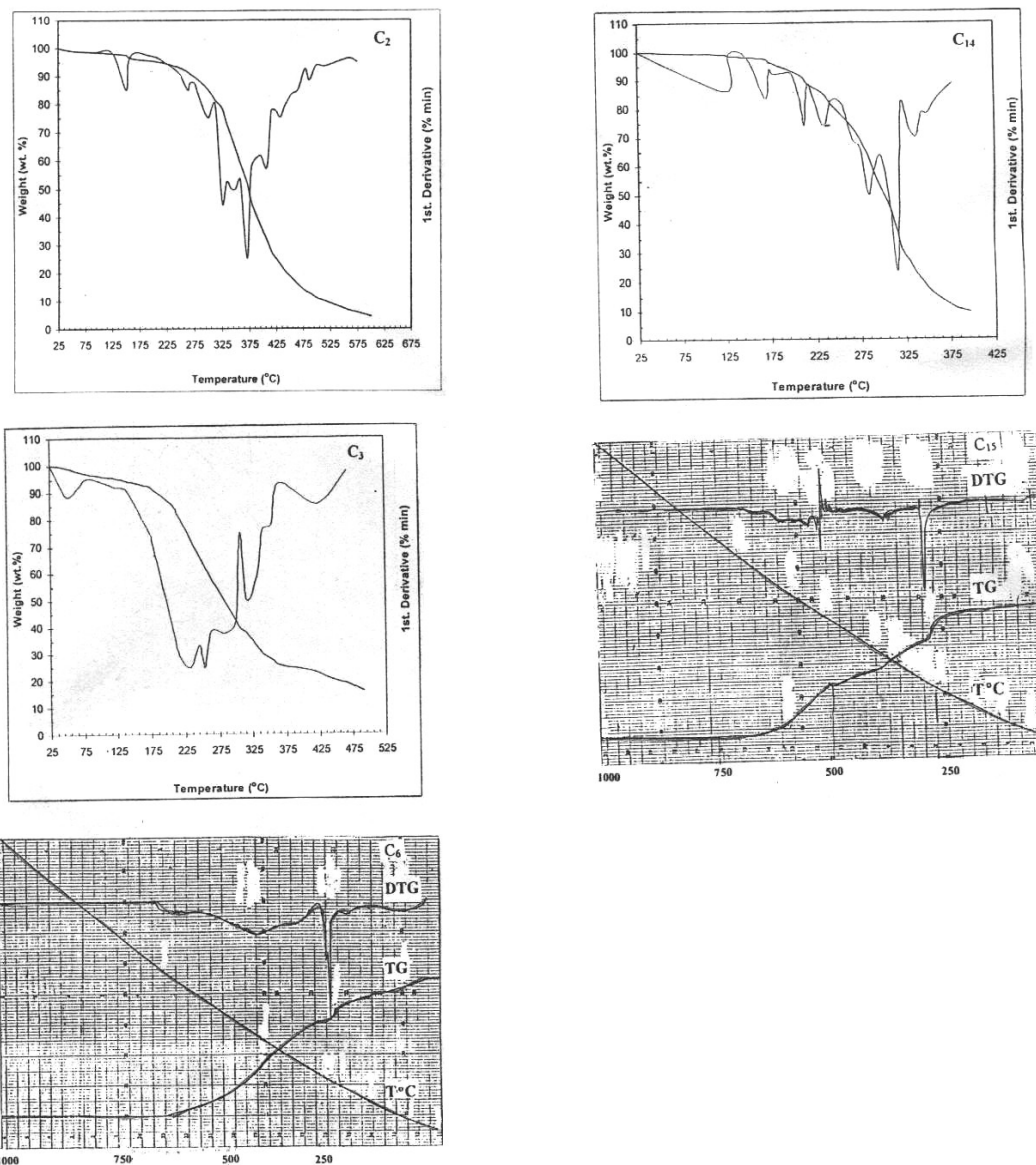 C2
110
100
90
80
70
60
50
40
30
20
10
0
Weight (wt. %)
1st. Derivative (% min)
25 75 125 175 225 275 325 375 425 475 525 575 625 675
Temperature (°C)
C14
110
100
90
80
70
60
50
40
30
20
10
0
Weight (wt.%)
1st. Derivative (% min)
25 75 125 175 225 275 325 375 425
Temperature (°C)
C3
110
100
90
80
70
60
50
40
30
20
10
0
Weight (wt.%)
1st. Derivative (% min)
25 75 125 175 225 275 325 375 425 475 525
Temperature (°C)
C15
DTG
TG
T°C
1000 750 500 250
C6
DTG
TG
T°C
1000 750 500 250